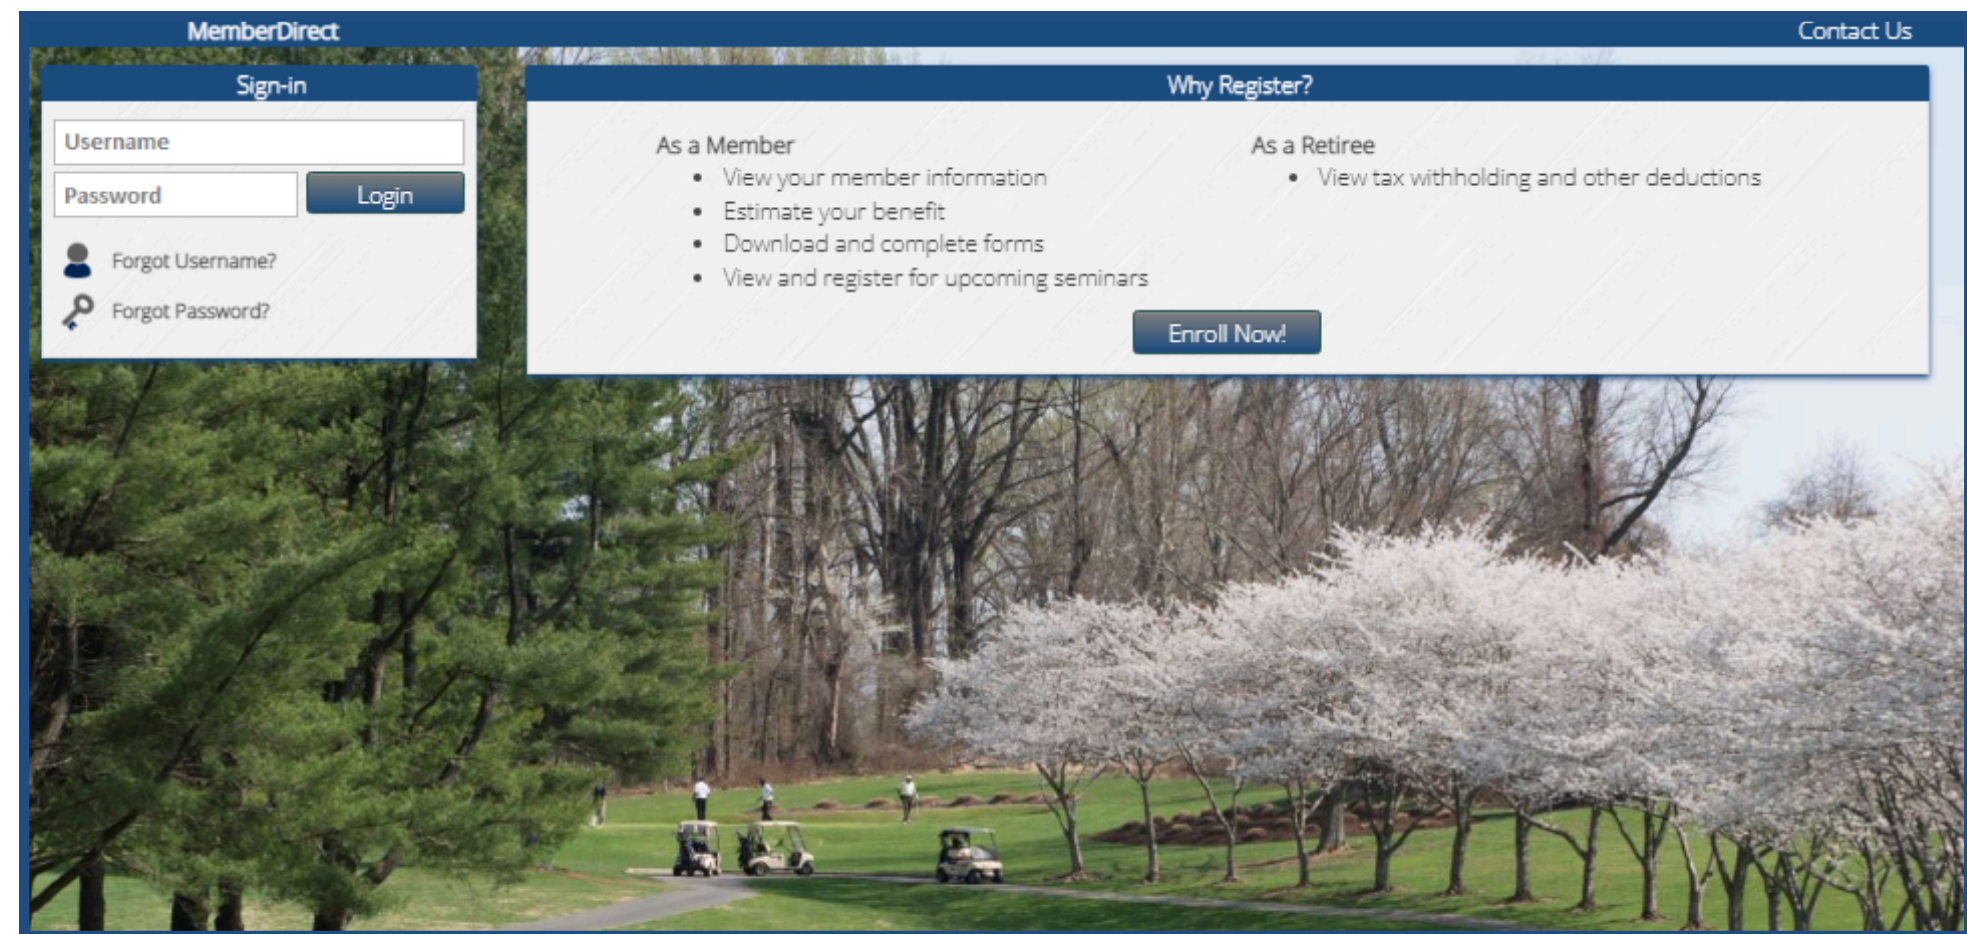 MemberDirect
Contact Us
Sign-in
Username
Password
Login
Forgot Username?
Forgot Password?
Why Register?
As a Member
View your member information
Estimate your benefit
Download and complete forms
View and register for upcoming seminars
As a Retiree
View tax withholding and other deductions
Enroll Now!